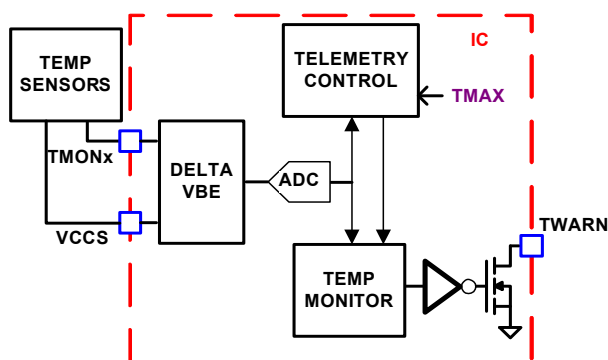 IC
TEMP
SENSORS
TELEMETRY
CONTROL
TMAX
TMONx
DELTA
VBE
ADC
VCCS
TWARN
TEMP
MONITOR